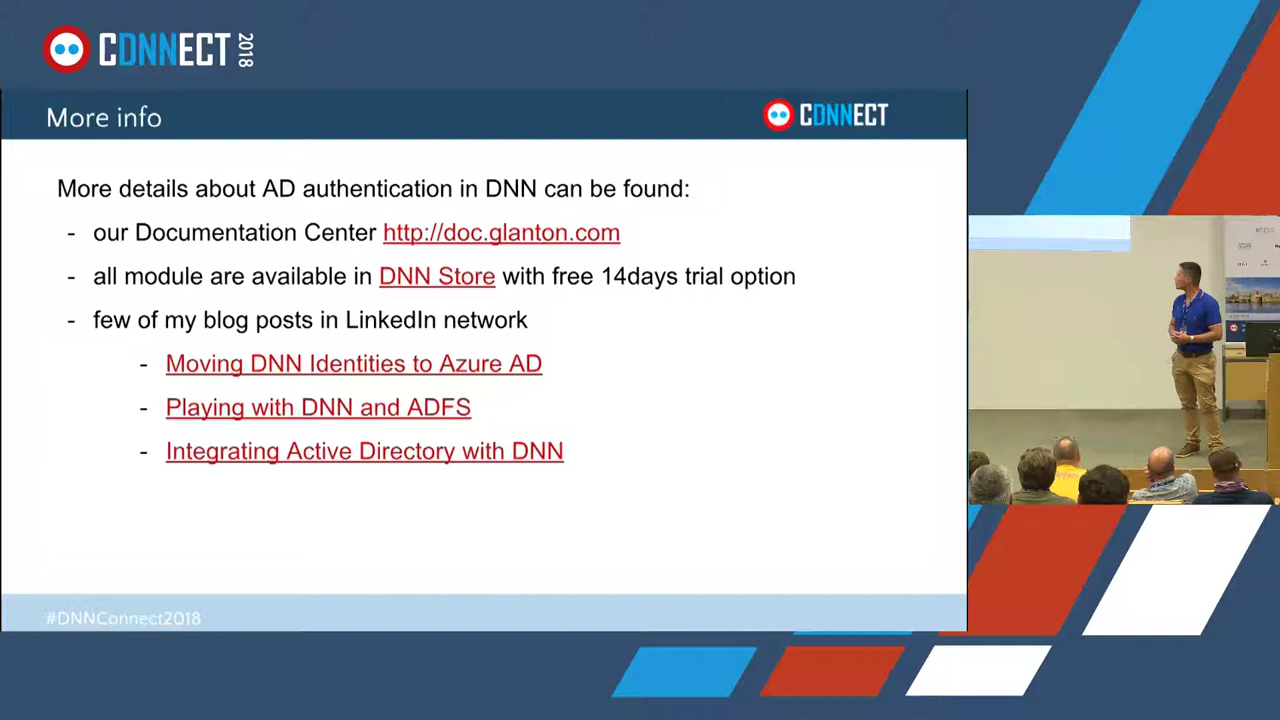 CDNNECT 2018
More info
CDNNECT
More details about AD authentication in DNN can be found:
- our Documentation Center http://doc.glanton.com
- all module are available in DNN Store with free 14days trial option
- few of my blog posts in LinkedIn network
- Moving DNN Identities to Azure AD
- Playing with DNN and ADFS
- Integrating Active Directory with DNN
#DNNConnect2018